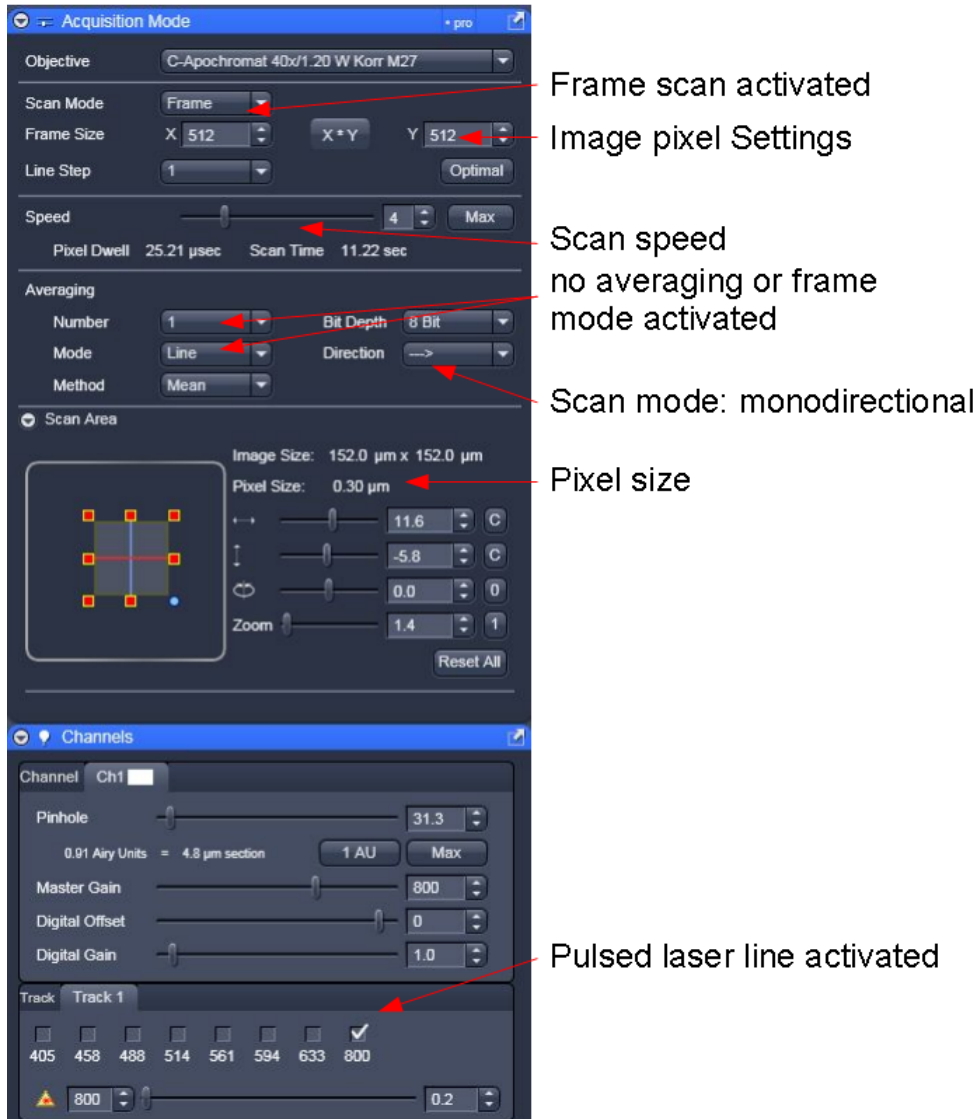 Acquisition Mode • pro
Objective C-Apochromat 40x/1.20 W Korr M27
Scan Mode Frame
Frame scan activated
Frame Size X 512 X * Y Y 512
Image pixel Settings
Line Step 1 Optimal
Speed 4 Max
Scan speed
Pixel Dwell 25.21 µsec Scan Time 11.22 sec
no averaging or frame
mode activated
Averaging
Number 1 Bit Depth 8 Bit
Mode Line Direction --->
Method Mean
Scan mode: monodirectional
Scan Area
Image Size: 152.0 µm x 152.0 µm
Pixel Size: 0.30 µm
Pixel size
11.6 C
-5.8 C
0.0 0
Zoom 1.4 1
Reset All
Channels
Channel Ch1
Pinhole 31.3
0.91 Airy Units = 4.8 µm section 1 AU Max
Master Gain 800
Digital Offset 0
Digital Gain 1.0
Pulsed laser line activated
Track Track 1
405 458 488 514 561 594 633 800
800 0.2